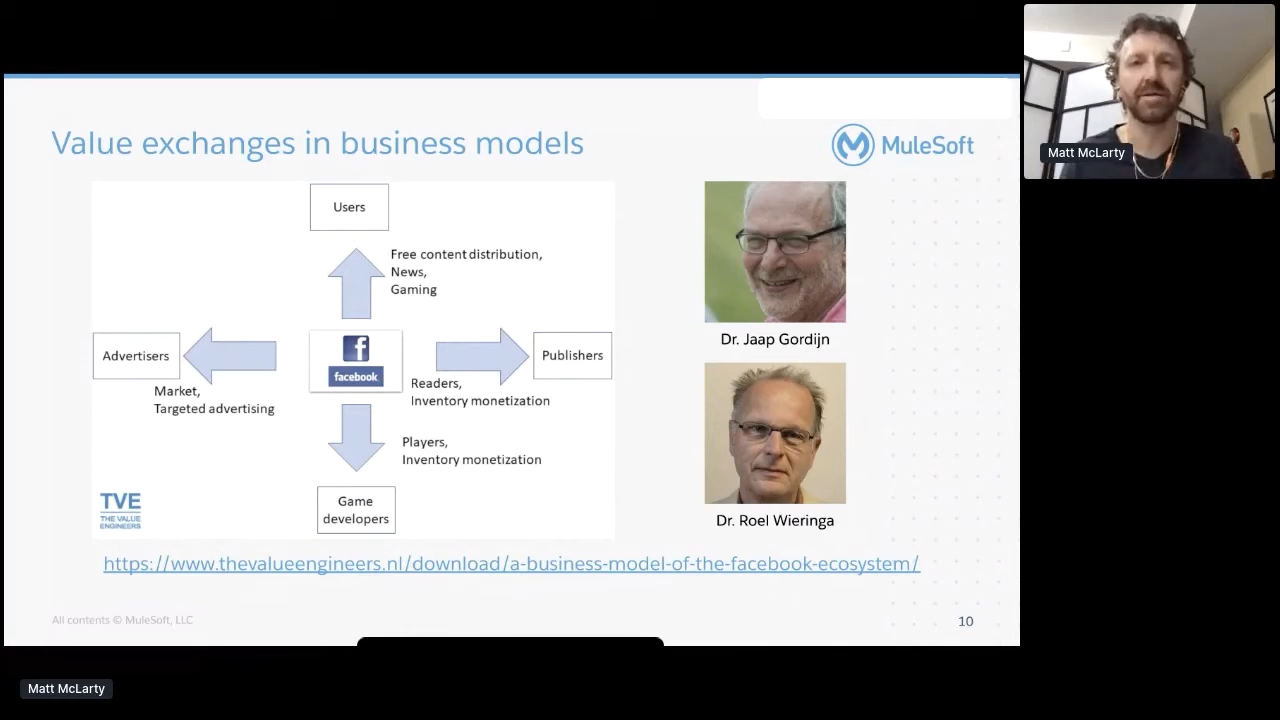 Value exchanges in business models
MuleSoft
Matt McLarty
Users
Free content distribution,
News,
Gaming
Advertisers
f
facebook
Publishers
Market,
Targeted advertising
Readers,
Inventory monetization
Players,
Inventory monetization
Game
developers
TVE
THE VALUE
ENGINEERS
Dr. Jaap Gordijn
Dr. Roel Wieringa
https://www.thevalueengineers.nl/download/a-business-model-of-the-facebook-ecosystem/
All contents © MuleSoft, LLC
10
Matt McLarty